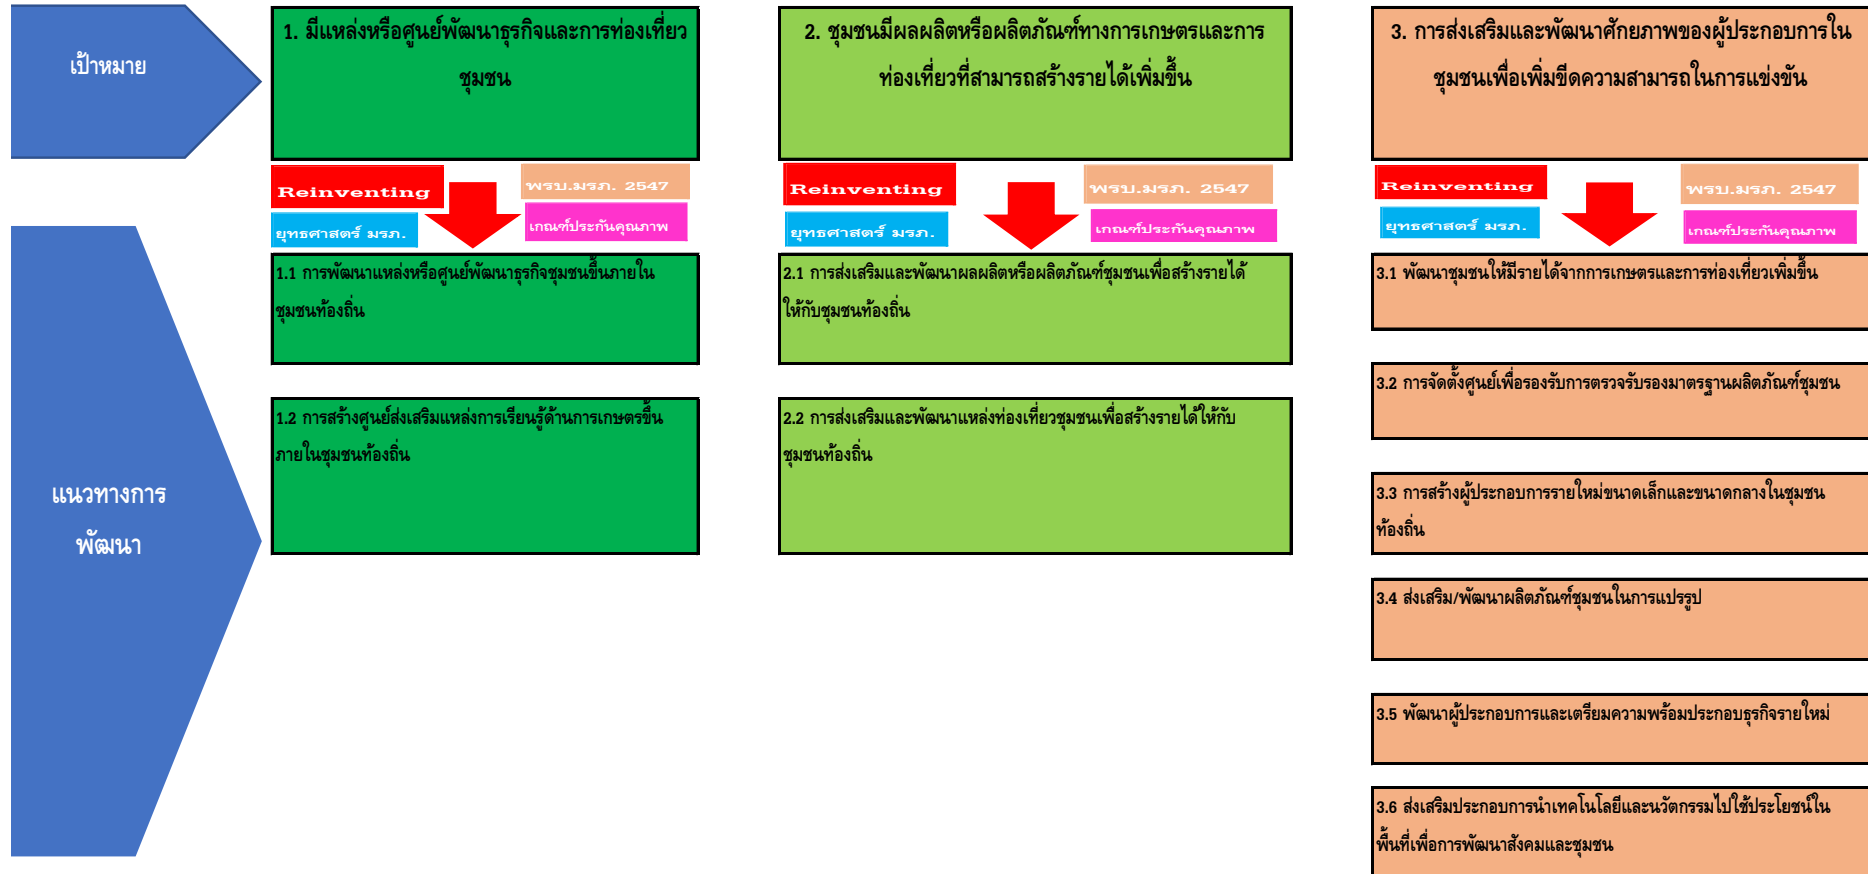 เป้าหมาย
1. มีแหล่งหรือศูนย์พัฒนาธุรกิจและการท่องเที่ยว
ชุมชน
2. ชุมชนมีผลผลิตหรือผลิตภัณฑ์ทางการเกษตรและการ
ท่องเที่ยวที่สามารถสร้างรายได้เพิ่มขึ้น
3. การส่งเสริมและพัฒนาศักยภาพของผู้ประกอบการใน
ชุมชนเพื่อเพิ่มขีดความสามารถในการแข่งขัน
Reinventing
พรบ.มรภ. 2547
ยุทธศาสตร์ มรภ.
เกณฑ์ประกันคุณภาพ
Reinventing
พรบ.มรภ. 2547
ยุทธศาสตร์ มรภ.
เกณฑ์ประกันคุณภาพ
Reinventing
พรบ.มรภ. 2547
ยุทธศาสตร์ มรภ.
เกณฑ์ประกันคุณภาพ
แนวทางการ
พัฒนา
1.1 การพัฒนาแหล่งหรือศูนย์พัฒนาธุรกิจชุมชนขึ้นภายใน
ชุมชนท้องถิ่น
1.2 การสร้างศูนย์ส่งเสริมแหล่งการเรียนรู้ด้านการเกษตรขึ้น
ภายในชุมชนท้องถิ่น
2.1 การส่งเสริมและพัฒนาผลผลิตหรือผลิตภัณฑ์ชุมชนเพื่อสร้างรายได้
ให้กับชุมชนท้องถิ่น
2.2 การส่งเสริมและพัฒนาแหล่งท่องเที่ยวชุมชนเพื่อสร้างรายได้ให้กับ
ชุมชนท้องถิ่น
3.1 พัฒนาชุมชนให้มีรายได้จากการเกษตรและการท่องเที่ยวเพิ่มขึ้น
3.2 การจัดตั้งศูนย์เพื่อรองรับการตรวจรับรองมาตรฐานผลิตภัณฑ์ชุมชน
3.3 การสร้างผู้ประกอบการรายใหม่ขนาดเล็กและขนาดกลางในชุมชน
ท้องถิ่น
3.4 ส่งเสริม/พัฒนาผลิตภัณฑ์ชุมชนในการแปรรูป
3.5 พัฒนาผู้ประกอบการและเตรียมความพร้อมประกอบธุรกิจรายใหม่
3.6 ส่งเสริมประกอบการนำเทคโนโลยีและนวัตกรรมไปใช้ประโยชน์ใน
พื้นที่เพื่อการพัฒนาสังคมและชุมชน